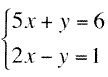 5x + y = 6
2x − y = 1